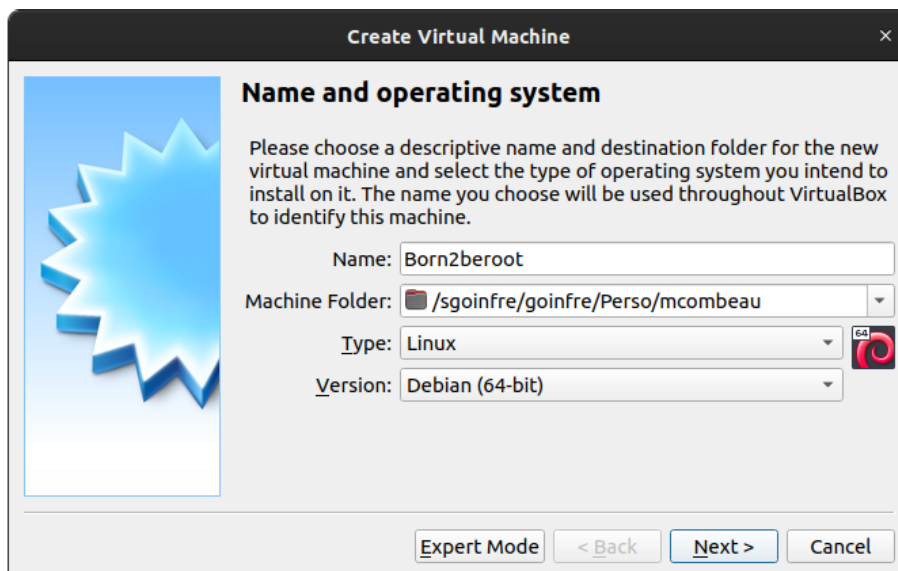 Create Virtual Machine
Name and operating system
Please choose a descriptive name and destination folder for the new
virtual machine and select the type of operating system you intend to
install on it. The name you choose will be used throughout VirtualBox
to identify this machine.
Name: Born2beroot
Machine Folder: /sgoinfre/goinfre/Perso/mcombeau
Type: Linux
64
Version: Debian (64-bit)
Expert Mode < Back Next > Cancel